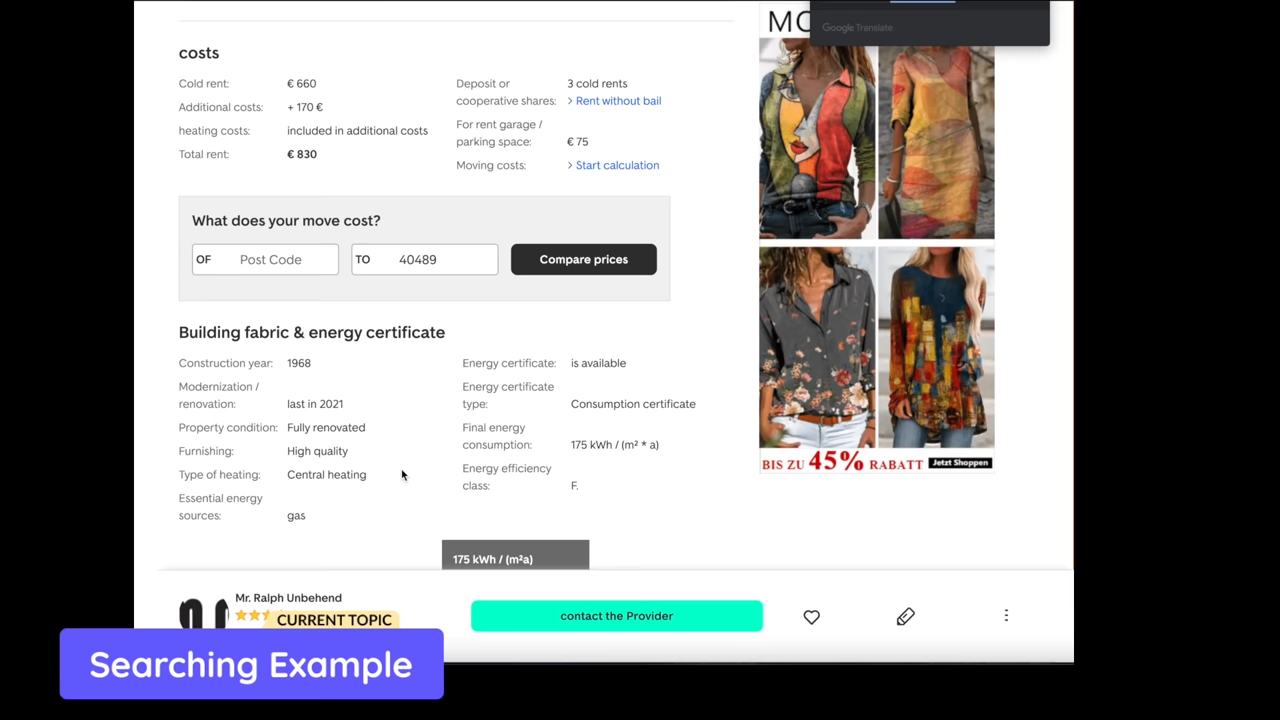 MO
Google Translate
costs
Cold rent: € 660
Additional costs: + 170 €
heating costs: included in additional costs
Total rent: € 830
Deposit or
cooperative shares: 3 cold rents
> Rent without bail
For rent garage /
parking space: € 75
Moving costs: > Start calculation
What does your move cost?
OF Post Code TO 40489 Compare prices
Building fabric & energy certificate
Construction year: 1968
Modernization /
renovation: last in 2021
Property condition: Fully renovated
Furnishing: High quality
Type of heating: Central heating
Essential energy
sources: gas
Energy certificate: is available
Energy certificate
type: Consumption certificate
Final energy
consumption: 175 kWh / (m² * a)
Energy efficiency
class: F.
BIS ZU 45% RABATT Jetzt Shoppen
175 kWh / (m²a)
Mr. Ralph Unbehend
contact the Provider
CURRENT TOPIC
Searching Example